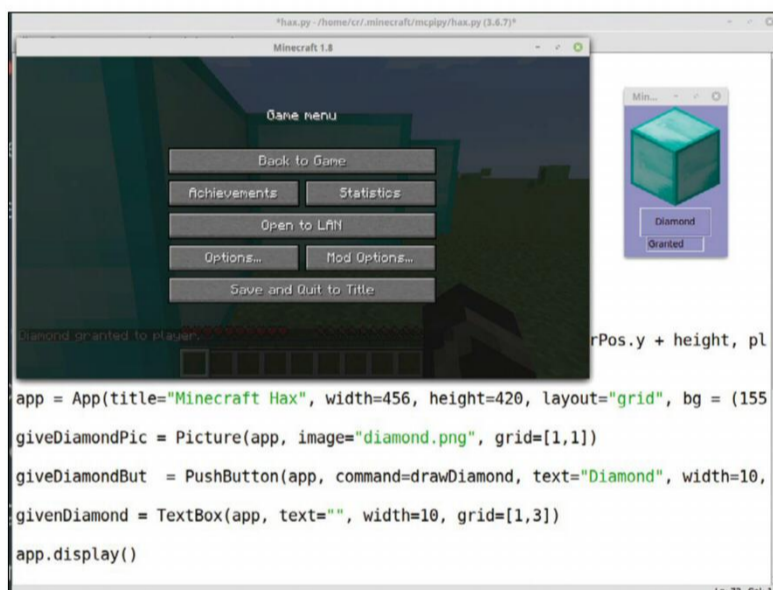 *hax.py - /home/cr/.minecraft/mcpipy/hax.py (3.6.7)*
Minecraft 1.8
Game menu
Back to Game
Achievements
Statistics
Open to LAN
Options...
Mod Options...
Save and Quit to Title
Diamond granted to player.
Min...
Diamond
Granted
rPos.y + height, pl
app = App(title="Minecraft Hax", width=456, height=420, layout="grid", bg = (155
giveDiamondPic = Picture(app, image="diamond.png", grid=[1,1])
giveDiamondBut = PushButton(app, command=drawDiamond, text="Diamond", width=10,
givenDiamond = TextBox(app, text="", width=10, grid=[1,3])
app.display()